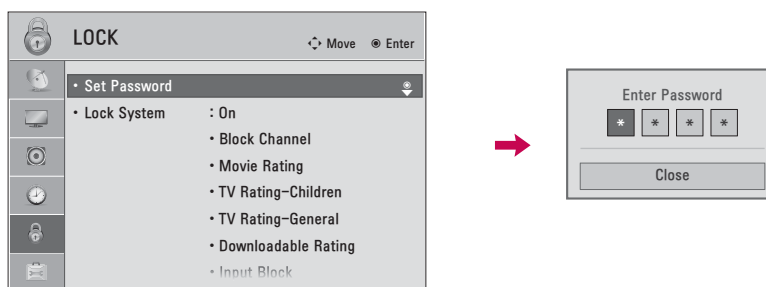 LOCK
Move Enter
• Set Password
• Lock System : On
• Block Channel
• Movie Rating
• TV Rating-Children
• TV Rating-General
• Downloadable Rating
• Input Block
Enter Password
* * * *
Close